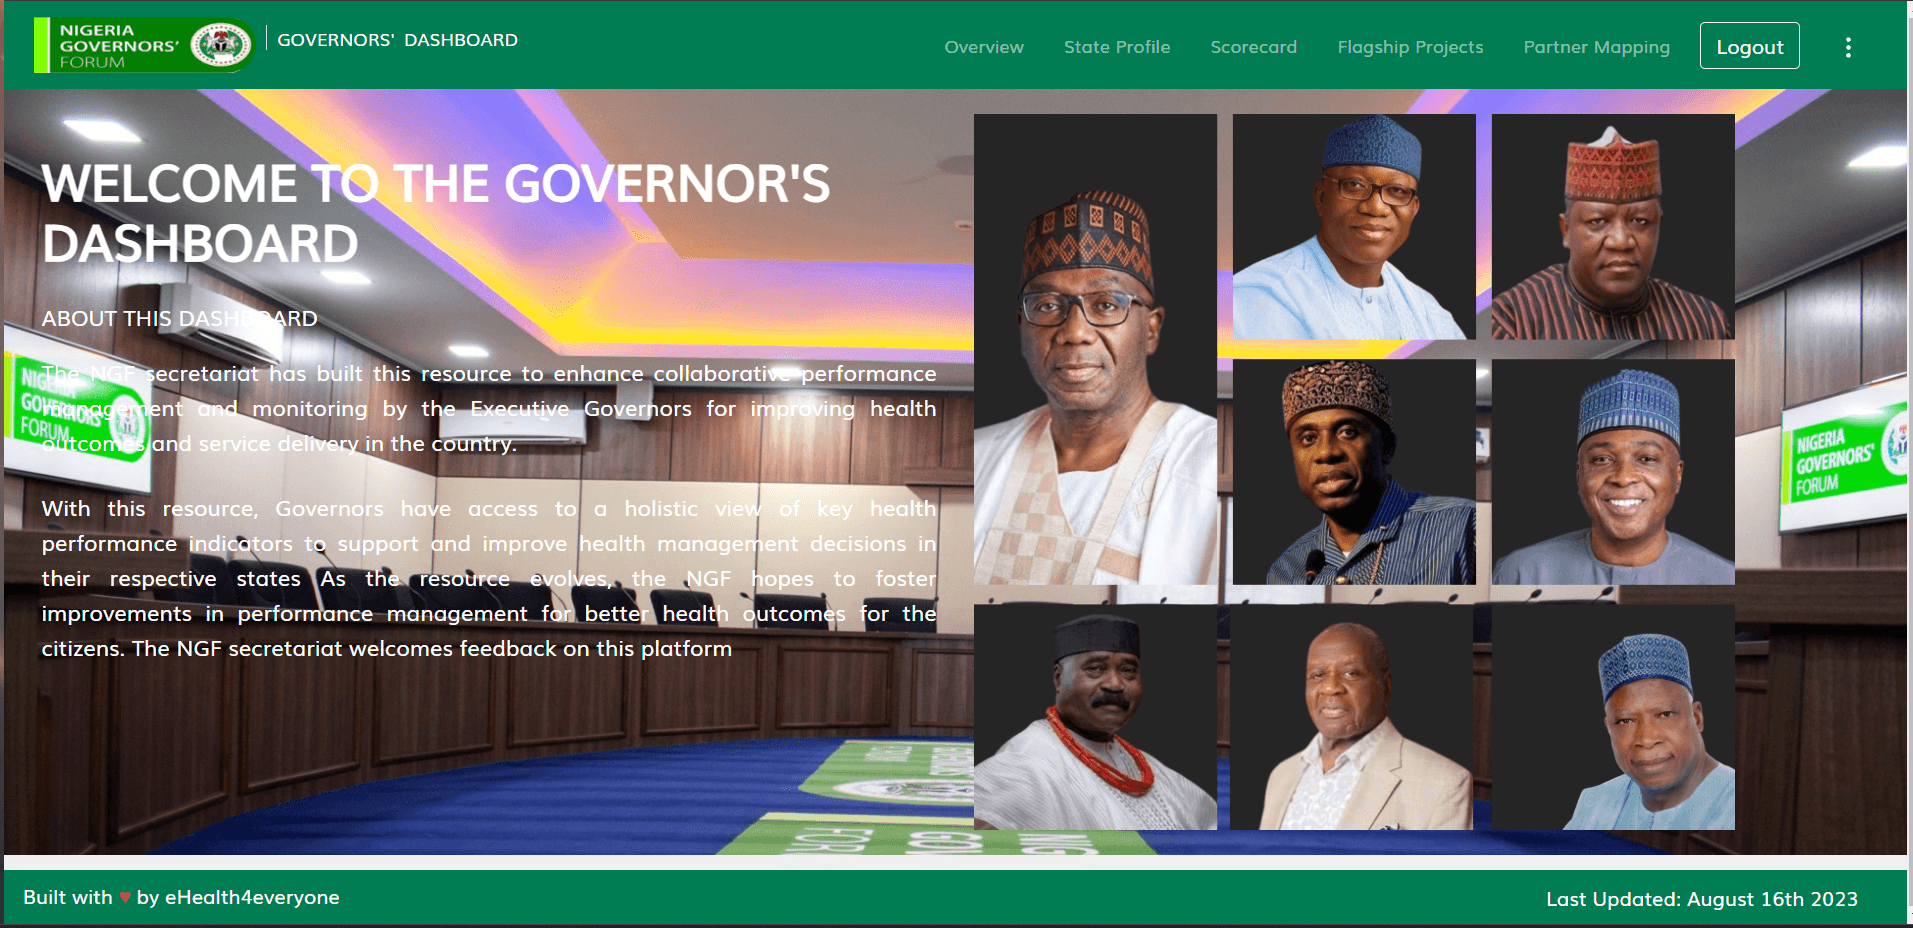 NIGERIA
GOVERNORS'
FORUM
GOVERNORS' DASHBOARD
Overview
State Profile
Scorecard
Flagship Projects
Partner Mapping
Logout
WELCOME TO THE GOVERNOR'S
DASHBOARD
ABOUT THIS DASHBOARD
The NGF secretariat has built this resource to enhance collaborative performance
management and monitoring by the Executive Governors for improving health
outcomes and service delivery in the country.
With this resource, Governors have access to a holistic view of key health
performance indicators to support and improve health management decisions in
their respective states As the resource evolves, the NGF hopes to foster
improvements in performance management for better health outcomes for the
citizens. The NGF secretariat welcomes feedback on this platform
NIGERIA
GOVERNORS'
FORUM
NIGERIA
GOVERNORS'
FORUM
Built with ♥ by eHealth4everyone
Last Updated: August 16th 2023